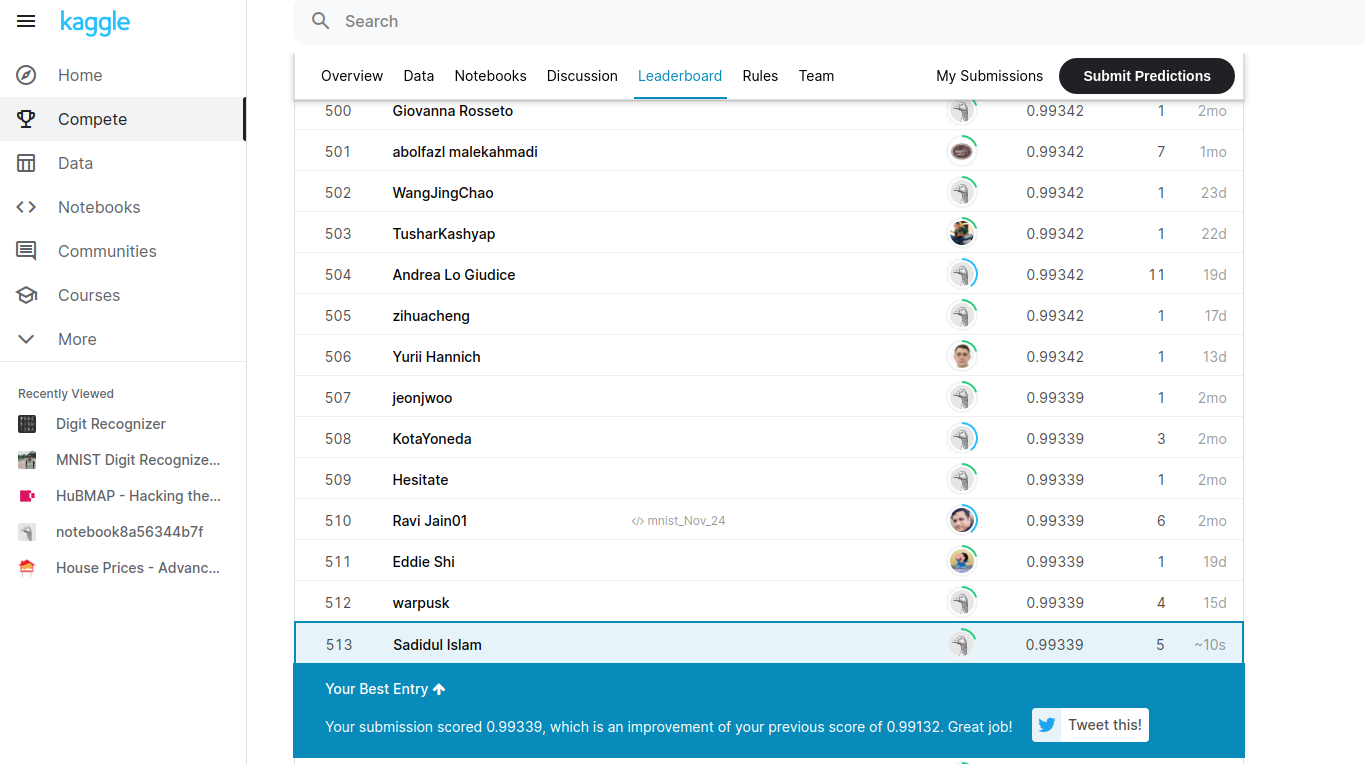 kaggle
Search
Home
Compete
Data
Notebooks
Communities
Courses
More
Recently Viewed
Digit Recognizer
MNIST Digit Recognize...
HuBMAP - Hacking the...
notebook8a56344b7f
House Prices - Advanc...
Overview Data Notebooks Discussion Leaderboard Rules Team My Submissions Submit Predictions
500 Giovanna Rosseto 0.99342 1 2mo
501 abolfazl malekahmadi 0.99342 7 1mo
502 WangJingChao 0.99342 1 23d
503 TusharKashyap 0.99342 1 22d
504 Andrea Lo Giudice 0.99342 11 19d
505 zihuacheng 0.99342 1 17d
506 Yurii Hannich 0.99342 1 13d
507 jeonjwoo 0.99339 1 2mo
508 KotaYoneda 0.99339 3 2mo
509 Hesitate 0.99339 1 2mo
510 Ravi Jain01 </> mnist_Nov_24 0.99339 6 2mo
511 Eddie Shi 0.99339 1 19d
512 warpusk 0.99339 4 15d
513 Sadidul Islam 0.99339 5 ~10s
Your Best Entry ↑
Your submission scored 0.99339, which is an improvement of your previous score of 0.99132. Great job! Tweet this!